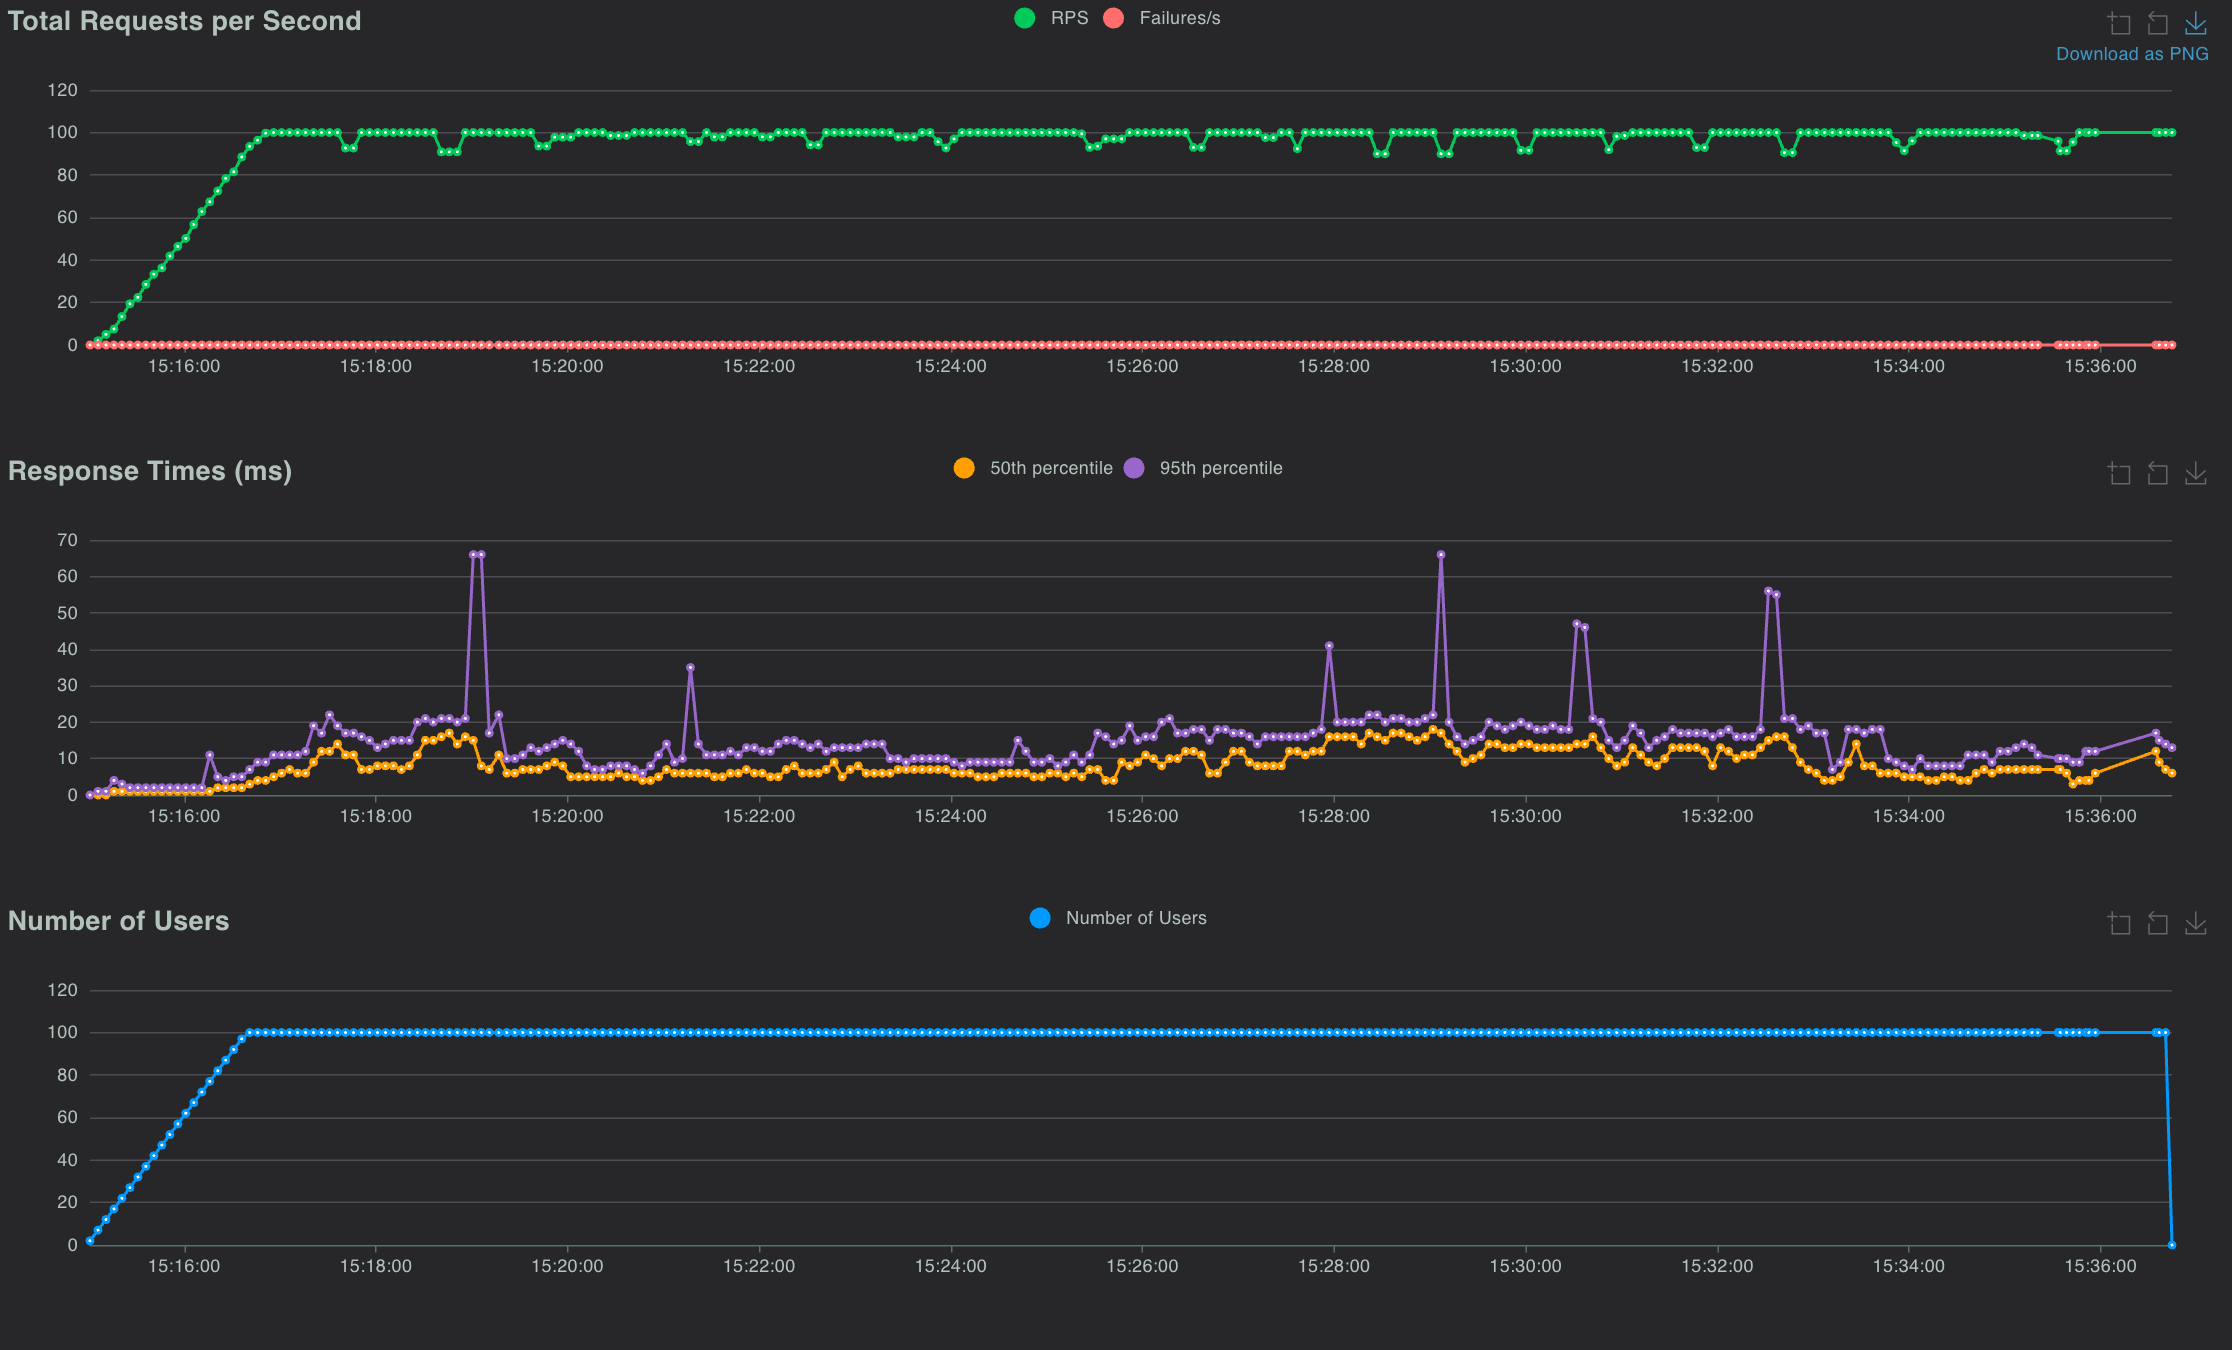 Total Requests per Second
RPS Failures/s
Download as PNG
120
100
80
60
40
20
0
15:16:00 15:18:00 15:20:00 15:22:00 15:24:00 15:26:00 15:28:00 15:30:00 15:32:00 15:34:00 15:36:00
Response Times (ms)
50th percentile 95th percentile
70
60
50
40
30
20
10
0
15:16:00 15:18:00 15:20:00 15:22:00 15:24:00 15:26:00 15:28:00 15:30:00 15:32:00 15:34:00 15:36:00
Number of Users
Number of Users
120
100
80
60
40
20
0
15:16:00 15:18:00 15:20:00 15:22:00 15:24:00 15:26:00 15:28:00 15:30:00 15:32:00 15:34:00 15:36:00